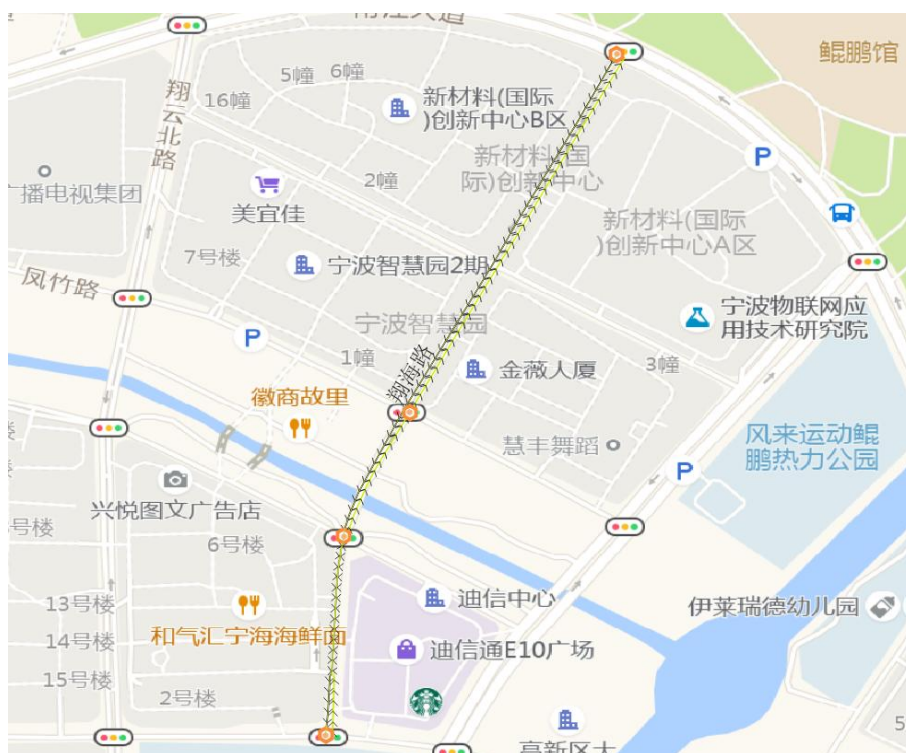 鲲鹏馆
翔云北路
5幢
6幢
16幢
新材料(国际
)创新中心B区
新材料(国
际)创新中心
P
广播电视集团
2幢
美宜佳
新材料(国际
)创新中心A区
7号楼
宁波智慧园2期
凤竹路
宁波物联网应
用技术研究院
宁波智慧园
P
1幢
翔海路
金薇人厦
3幢
徽商故里
慧丰舞蹈
风来运动鲲
鹏热力公园
P
兴悦图文广告店
6号楼
13号楼
和气汇宁海海鲜面
迪信中心
伊莱瑞德幼儿园
14号楼
迪信通E10广场
15号楼
2号楼